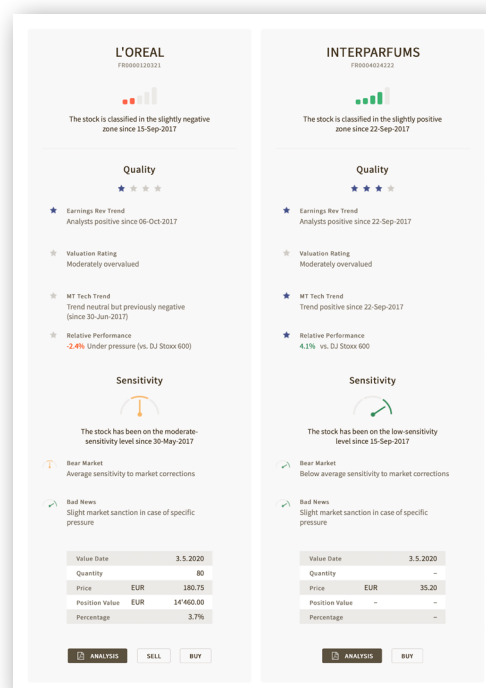 L'OREAL
FR0000120321
The stock is classified in the slightly negative
zone since 15-Sep-2017
Quality
Earnings Rev Trend
Analysts positive since 06-Oct-2017
Valuation Rating
Moderately overvalued
MT Tech Trend
Trend neutral but previously negative
(since 30-Jun-2017)
Relative Performance
-2.4% Under pressure (vs. DJ Stoxx 600)
Sensitivity
The stock has been on the moderate-
sensitivity level since 30-May-2017
Bear Market
Average sensitivity to market corrections
Bad News
Slight market sanction in case of specific
pressure
Value Date 3.5.2020
Quantity 80
Price EUR 180.75
Position Value EUR 14'460.00
Percentage 3.7%
ANALYSIS SELL BUY
INTERPARFUMS
FR0004024222
The stock is classified in the slightly positive
zone since 22-Sep-2017
Quality
Earnings Rev Trend
Analysts positive since 22-Sep-2017
Valuation Rating
Moderately overvalued
MT Tech Trend
Trend positive since 22-Sep-2017
Relative Performance
4.1% vs. DJ Stoxx 600
Sensitivity
The stock has been on the low-sensitivity
level since 15-Sep-2017
Bear Market
Below average sensitivity to market corrections
Bad News
Slight market sanction in case of specific
pressure
Value Date 3.5.2020
Quantity –
Price EUR 35.20
Position Value – –
Percentage –
ANALYSIS BUY